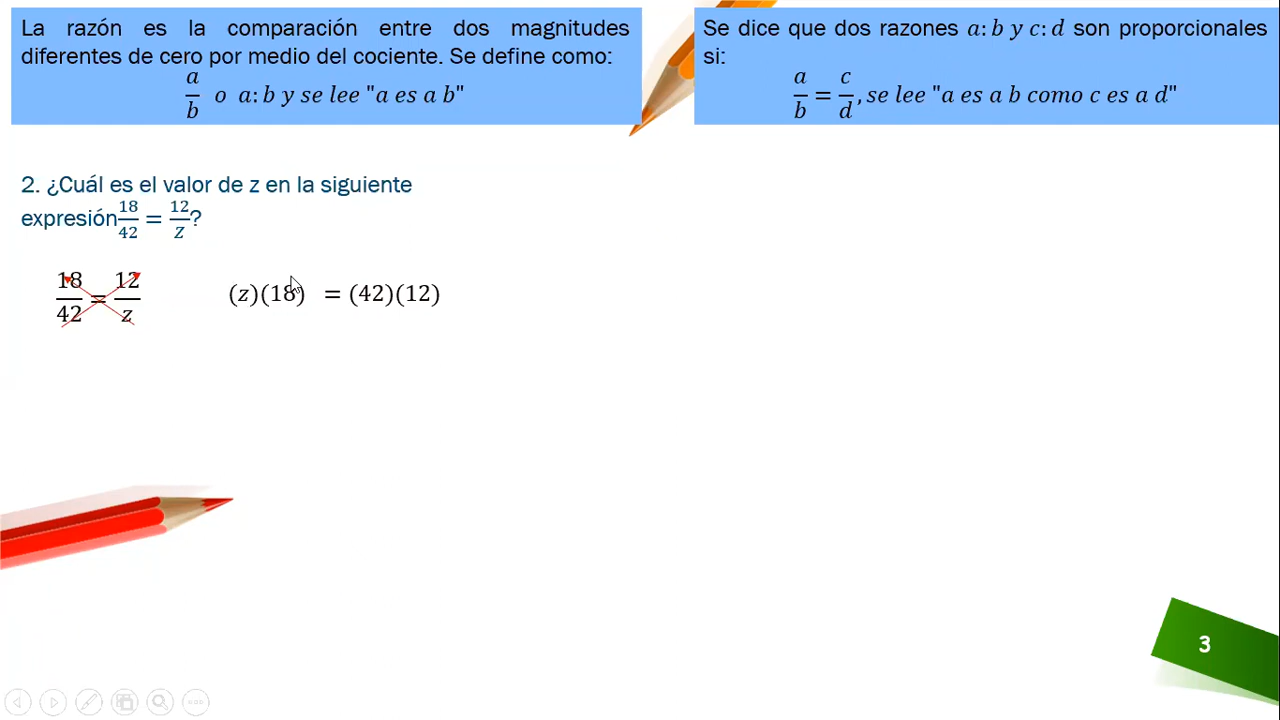 La razón es la comparación entre dos magnitudes
diferentes de cero por medio del cociente. Se define como:
a/b o a:b y se lee "a es a b"
Se dice que dos razones a:b y c:d son proporcionales
si:
a/b = c/d, se lee "a es a b como c es a d"
2. ¿Cuál es el valor de z en la siguiente
expresión 18/42 = 12/z?
18/42 = 12/z
(z)(18) = (42)(12)
3